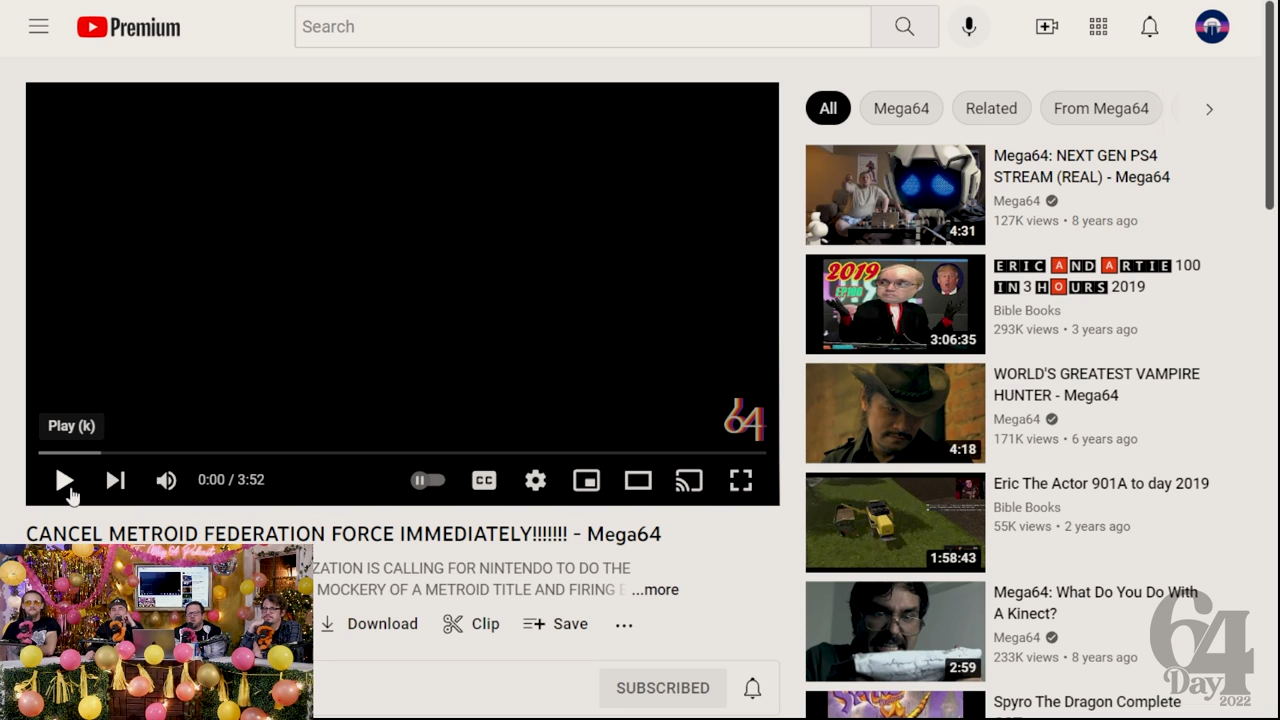 Premium
Search
All
Mega64
Related
From Mega64
64
Play (k)
0:00 / 3:52
CC
CANCEL METROID FEDERATION FORCE IMMEDIATELY!!!!!!! - Mega64
ZATION IS CALLING FOR NINTENDO TO DO THE
MOCKERY OF A METROID TITLE AND FIRING E ...more
Download
Clip
Save
SUBSCRIBED
Mega64: NEXT GEN PS4
STREAM (REAL) - Mega64
Mega64
127K views • 8 years ago
4:31
2019
EP100
3:06:35
ERIC AND ARTIE 100
IN 3 HOURS 2019
Bible Books
293K views • 3 years ago
4:18
WORLD'S GREATEST VAMPIRE
HUNTER - Mega64
Mega64
171K views • 6 years ago
1:58:43
Eric The Actor 901A to day 2019
Bible Books
55K views • 2 years ago
2:59
Mega64: What Do You Do With
A Kinect?
Mega64
233K views • 8 years ago
Spyro The Dragon Complete
64
Day
2022